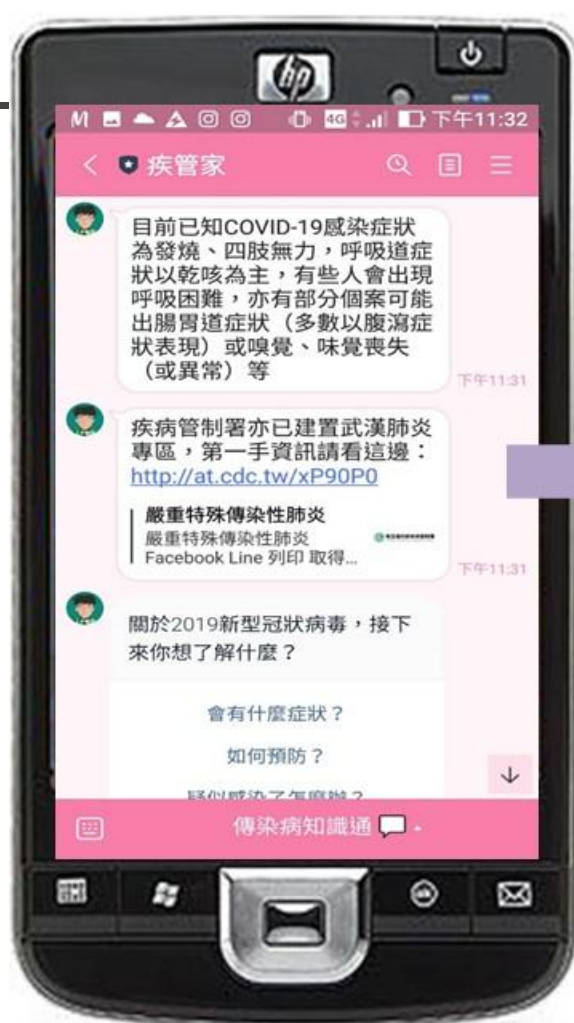 hp
M 4G 下午11:32
疾管家
目前已知COVID-19感染症狀
為發燒、四肢無力,呼吸道症
狀以乾咳為主,有些人會出現
呼吸困難,亦有部分個案可能
出腸胃道症狀(多數以腹瀉症
狀表現)或嗅覺、味覺喪失
(或異常)等
下午11:31
疾病管制署亦已建置武漢肺炎
專區,第一手資訊請看這邊:
http://at.cdc.tw/xP90P0
嚴重特殊傳染性肺炎
嚴重特殊傳染性肺炎
Facebook Line 列印 取得...
下午11:31
關於2019新型冠狀病毒,接下
來你想了解什麼?
會有什麼症狀?
如何預防?
疑似感染了怎麼辦?
傳染病知識通
ok